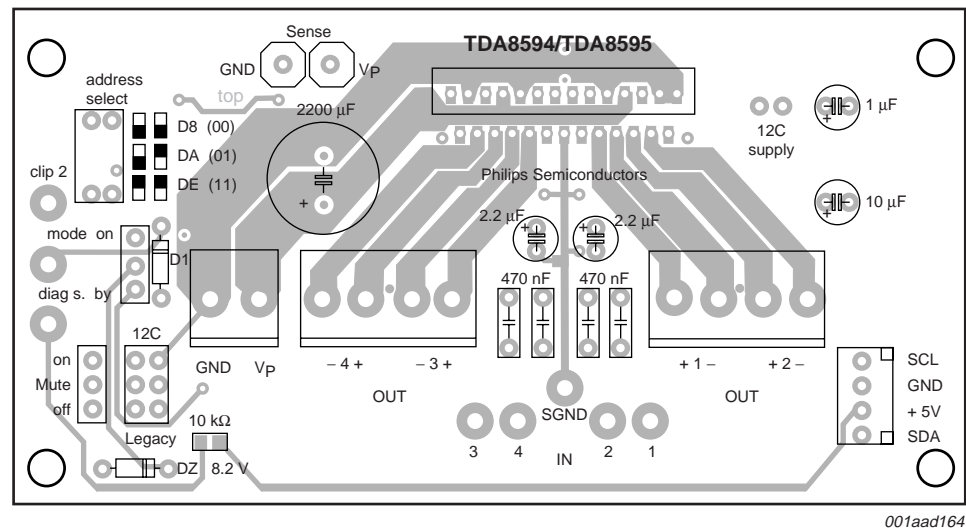 Sense
TDA8594/TDA8595
GND
VP
address
select
top
2200 μF
D8 (00)
DA (01)
DE (11)
1 μF
12C
supply
clip 2
Philips Semiconductors
+
+
+
10 μF
mode on
2.2 μF
+
+
2.2 μF
D1
diag s. by
470 nF
470 nF
12C
on
Mute
off
GND
VP
− 4 +
− 3 +
+ 1 −
+ 2 −
OUT
OUT
SCL
GND
+ 5V
SDA
SGND
10 kΩ
Legacy
3
4
IN
2
1
DZ
8.2 V
001aad164